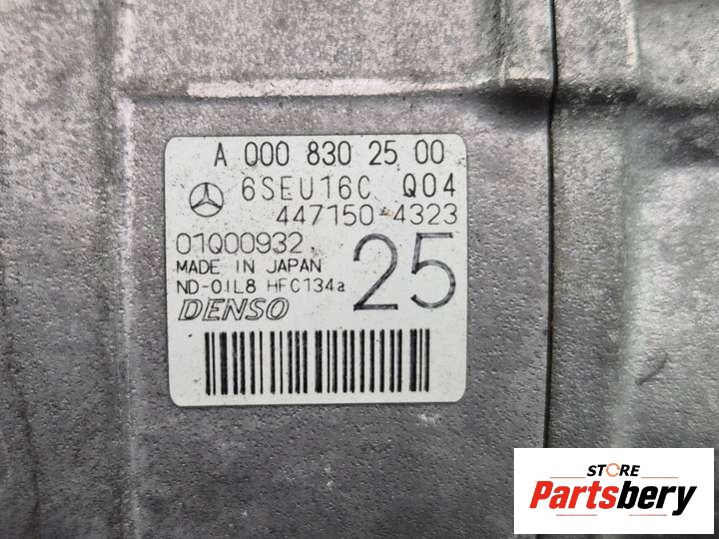 A 000 830 25 00
6SEU16C Q04
447150-4323
01Q00932
25
MADE IN JAPAN
ND-OIL8 HFC134a
DENSO
STORE
Partsbery